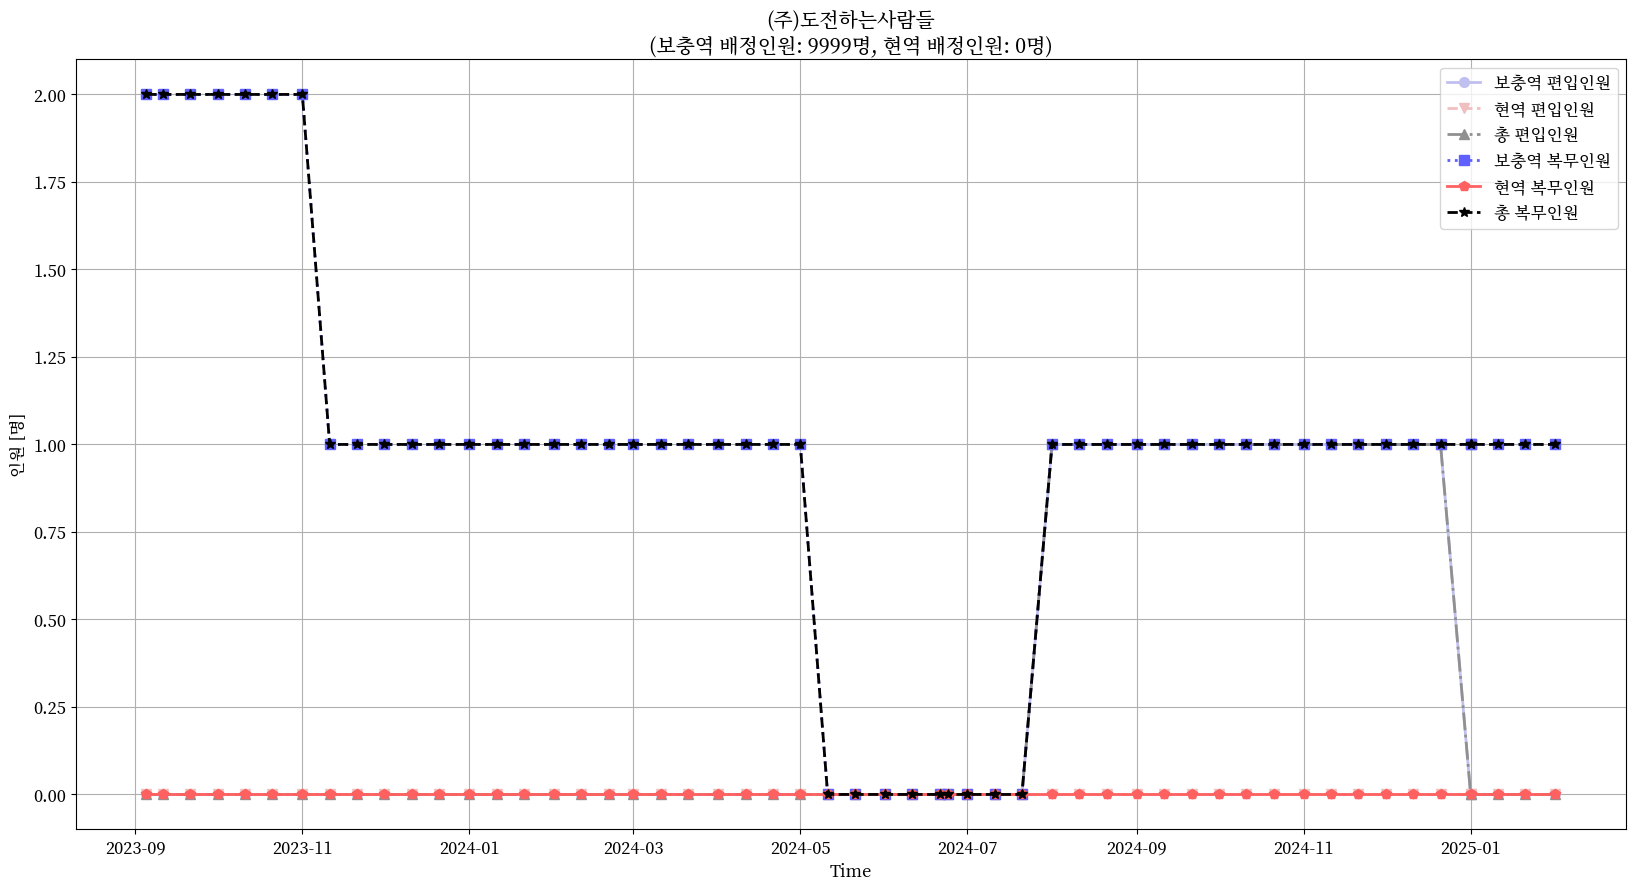 (주)도전하는사람들
(보충역 배정인원: 9999명, 현역 배정인원: 0명)
보충역 편입인원
현역 편입인원
총 편입인원
보충역 복무인원
현역 복무인원
총 복무인원
인원 [명]
2.00
1.75
1.50
1.25
1.00
0.75
0.50
0.25
0.00
2023-09
2023-11
2024-01
2024-03
2024-05
2024-07
2024-09
2024-11
2025-01
Time